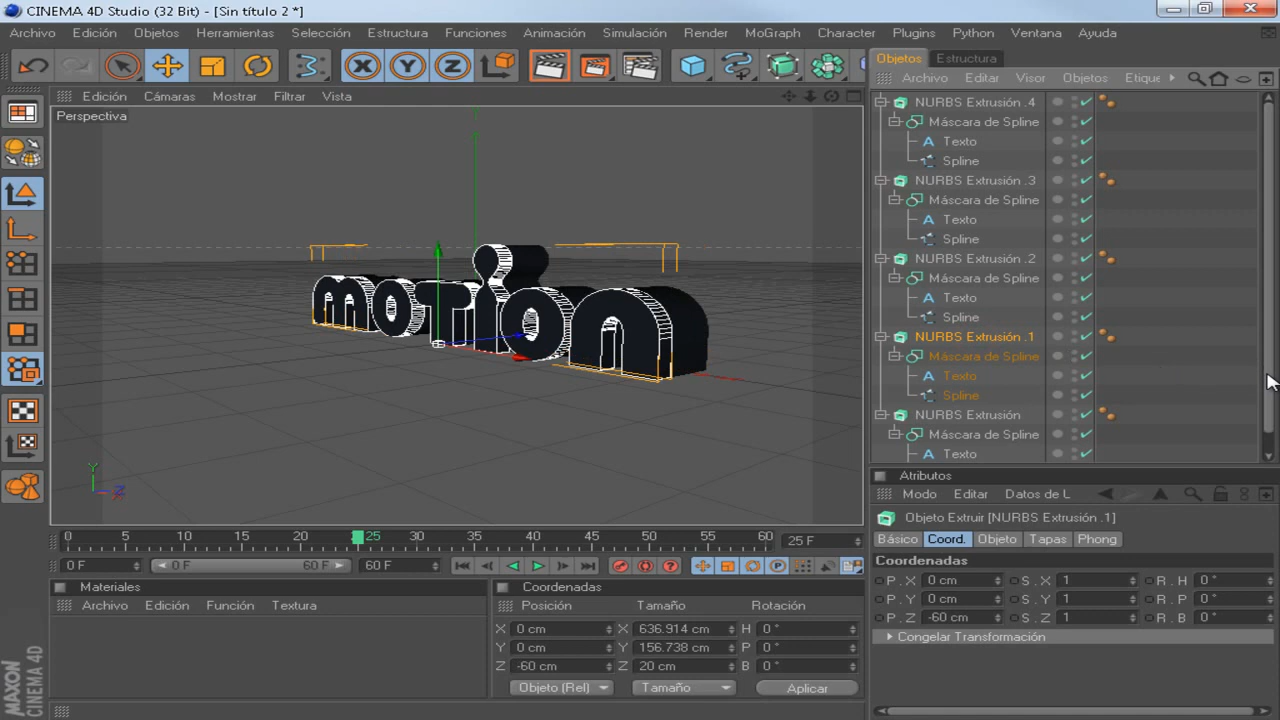 CINEMA 4D Studio (32 Bit) - [Sin título 2 *]
Archivo Edición Objetos Herramientas Selección Estructura Funciones Animación Simulación Render MoGraph Character Plugins Python Ventana Ayuda
X Y Z
Objetos Estructura
Archivo Editar Visor Objetos Etique
Edición Cámaras Mostrar Filtrar Vista
Perspectiva
motion
Y
Z
NURBS Extrusión .4
Máscara de Spline
A Texto
Spline
NURBS Extrusión .3
Máscara de Spline
A Texto
Spline
NURBS Extrusión .2
Máscara de Spline
A Texto
Spline
NURBS Extrusión .1
Máscara de Spline
A Texto
Spline
NURBS Extrusión
Máscara de Spline
A Texto
Atributos
Modo Editar Datos de L
Objeto Extruir [NURBS Extrusión .1]
Básico Coord. Objeto Tapas Phong
Coordenadas
P . X 0 cm S . X 1 R . H 0 °
P . Y 0 cm S . Y 1 R . P 0 °
P . Z -60 cm S . Z 1 R . B 0 °
Congelar Transformación
0 5 10 15 20 25 30 35 40 45 50 55 60 25 F
0 F 0 F 60 F 60 F
Materiales
Archivo Edición Función Textura
Coordenadas
Posición Tamaño Rotación
X 0 cm X 636.914 cm H 0 °
Y 0 cm Y 156.738 cm P 0 °
Z -60 cm Z 20 cm B 0 °
Objeto (Rel) Tamaño Aplicar
MAXON
CINEMA 4D